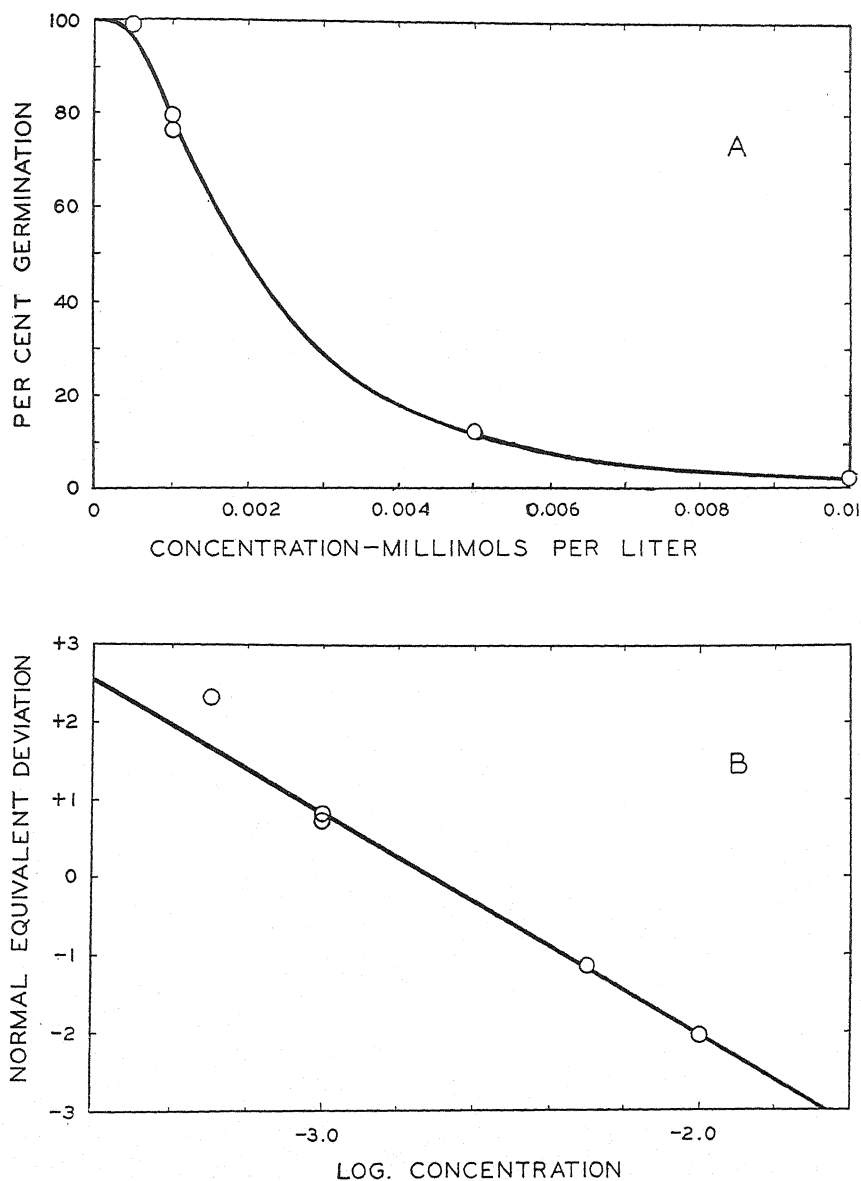 100
80
60
40
20
0
PER CENT GERMINATION
A
0 0.002 0.004 0.006 0.008 0.01
CONCENTRATION-MILLIMOLS PER LITER
+3
+2
+1
0
-1
-2
-3
NORMAL EQUIVALENT DEVIATION
B
-3.0 -2.0
LOG. CONCENTRATION